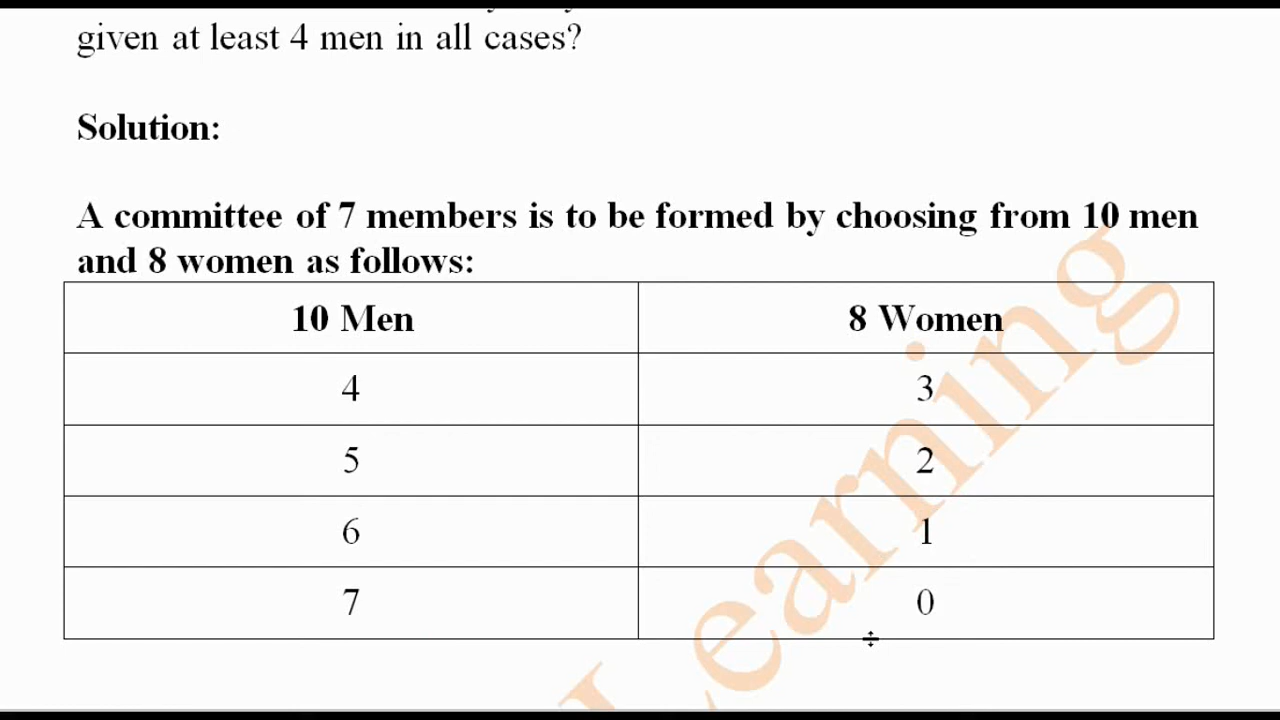 given at least 4 men in all cases?
Solution:
A committee of 7 members is to be formed by choosing from 10 men
and 8 women as follows:
10 Men 8 Women
4 3
5 2
6 1
7 0
Learning